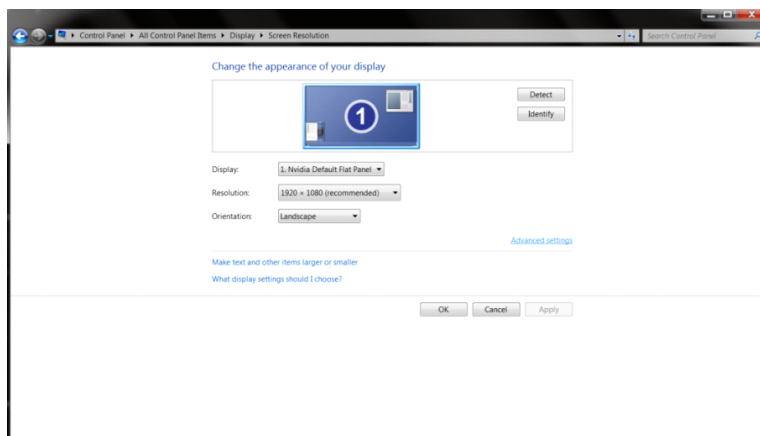 Control Panel All Control Panel Items Display Screen Resolution Search Control Panel
Change the appearance of your display
1
Detect
Identify
Display: 1. Nvidia Default Flat Panel
Resolution: 1920 × 1080 (recommended)
Orientation: Landscape
Advanced settings
Make text and other items larger or smaller
What display settings should I choose?
OK Cancel Apply